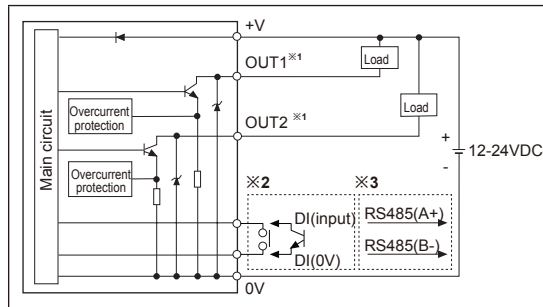 +V
OUT1※1
Load
Load
Main circuit
Overcurrent
protection
OUT2※1
Overcurrent
protection
+
12-24VDC
-
※2
※3
DI(input)
RS485(A+)
DI(0V)
RS485(B-)
0V